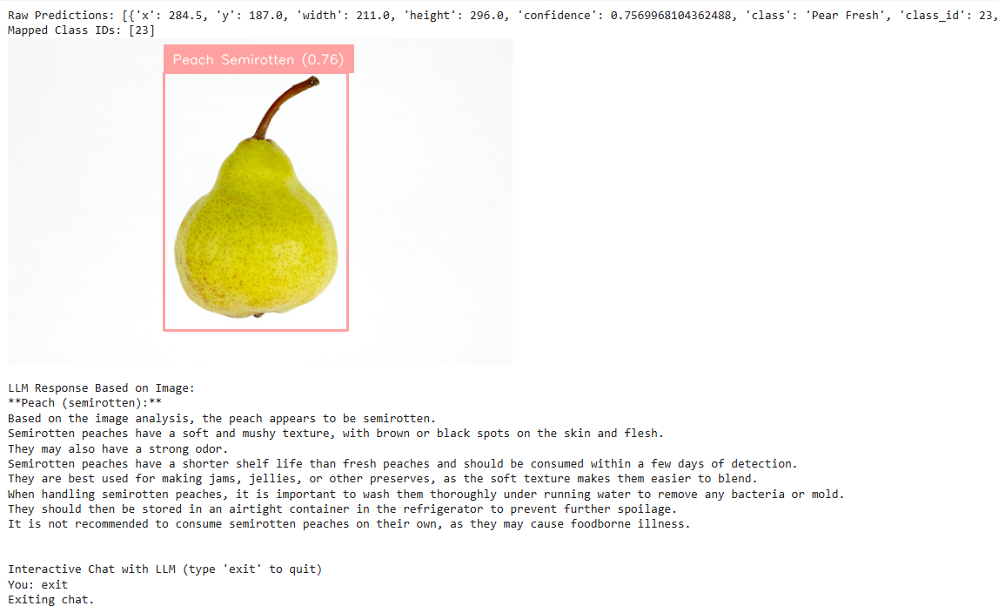 Raw Predictions: [{'x': 284.5, 'y': 187.0, 'width': 211.0, 'height': 296.0, 'confidence': 0.7569968104362488, 'class': 'Pear Fresh', 'class_id': 23,
Mapped Class IDs: [23]
Peach Semirotten (0.76)
LLM Response Based on Image:
**Peach (semirotten):**
Based on the image analysis, the peach appears to be semirotten.
Semirotten peaches have a soft and mushy texture, with brown or black spots on the skin and flesh.
They may also have a strong odor.
Semirotten peaches have a shorter shelf life than fresh peaches and should be consumed within a few days of detection.
They are best used for making jams, jellies, or other preserves, as the soft texture makes them easier to blend.
When handling semirotten peaches, it is important to wash them thoroughly under running water to remove any bacteria or mold.
They should then be stored in an airtight container in the refrigerator to prevent further spoilage.
It is not recommended to consume semirotten peaches on their own, as they may cause foodborne illness.
Interactive Chat with LLM (type 'exit' to quit)
You: exit
Exiting chat.